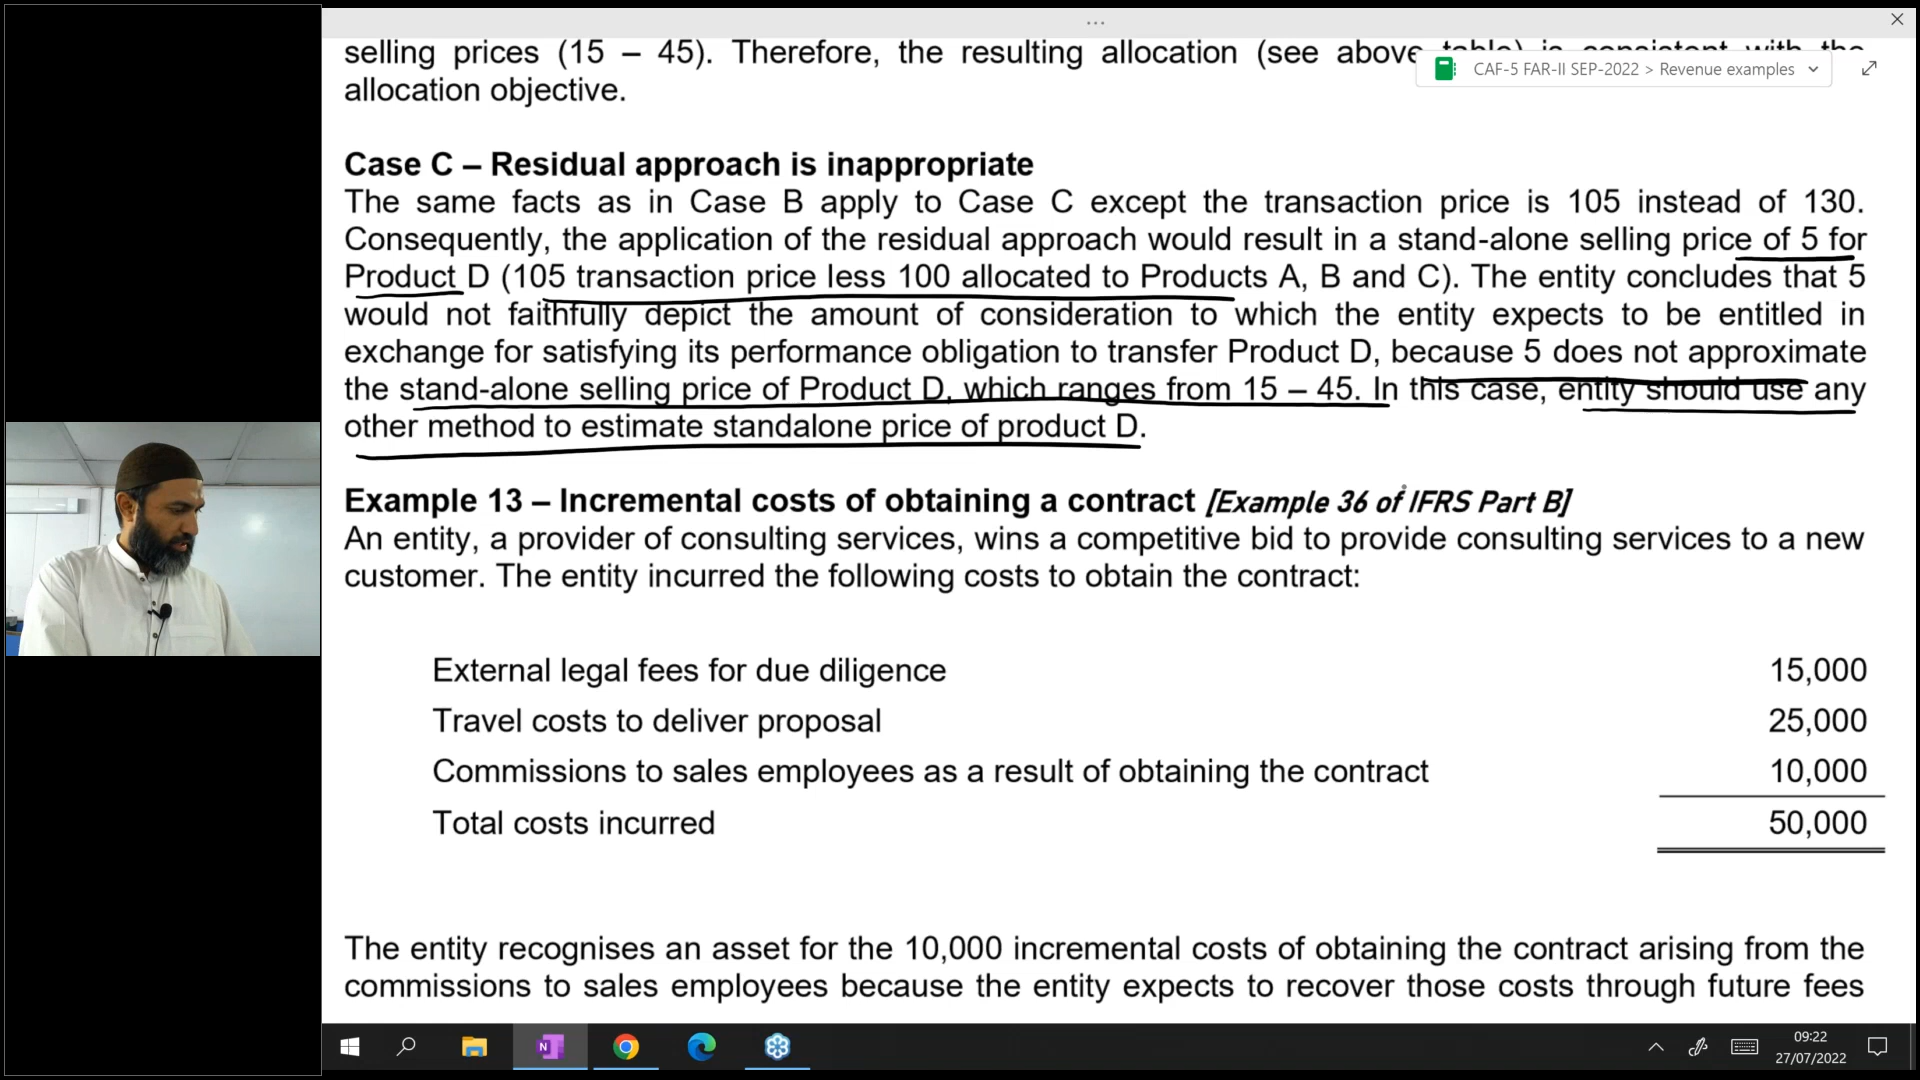 selling prices (15 – 45). Therefore, the resulting allocation (see above table) is consistent with the
CAF-5 FAR-II SEP-2022 > Revenue examples
allocation objective.
Case C – Residual approach is inappropriate
The same facts as in Case B apply to Case C except the transaction price is 105 instead of 130.
Consequently, the application of the residual approach would result in a stand-alone selling price of 5 for
Product D (105 transaction price less 100 allocated to Products A, B and C). The entity concludes that 5
would not faithfully depict the amount of consideration to which the entity expects to be entitled in
exchange for satisfying its performance obligation to transfer Product D, because 5 does not approximate
the stand-alone selling price of Product D, which ranges from 15 – 45. In this case, entity should use any
other method to estimate standalone price of product D.
Example 13 – Incremental costs of obtaining a contract [Example 36 of IFRS Part B]
An entity, a provider of consulting services, wins a competitive bid to provide consulting services to a new
customer. The entity incurred the following costs to obtain the contract:
External legal fees for due diligence 15,000
Travel costs to deliver proposal 25,000
Commissions to sales employees as a result of obtaining the contract 10,000
Total costs incurred 50,000
The entity recognises an asset for the 10,000 incremental costs of obtaining the contract arising from the
commissions to sales employees because the entity expects to recover those costs through future fees
N
09:22
27/07/2022